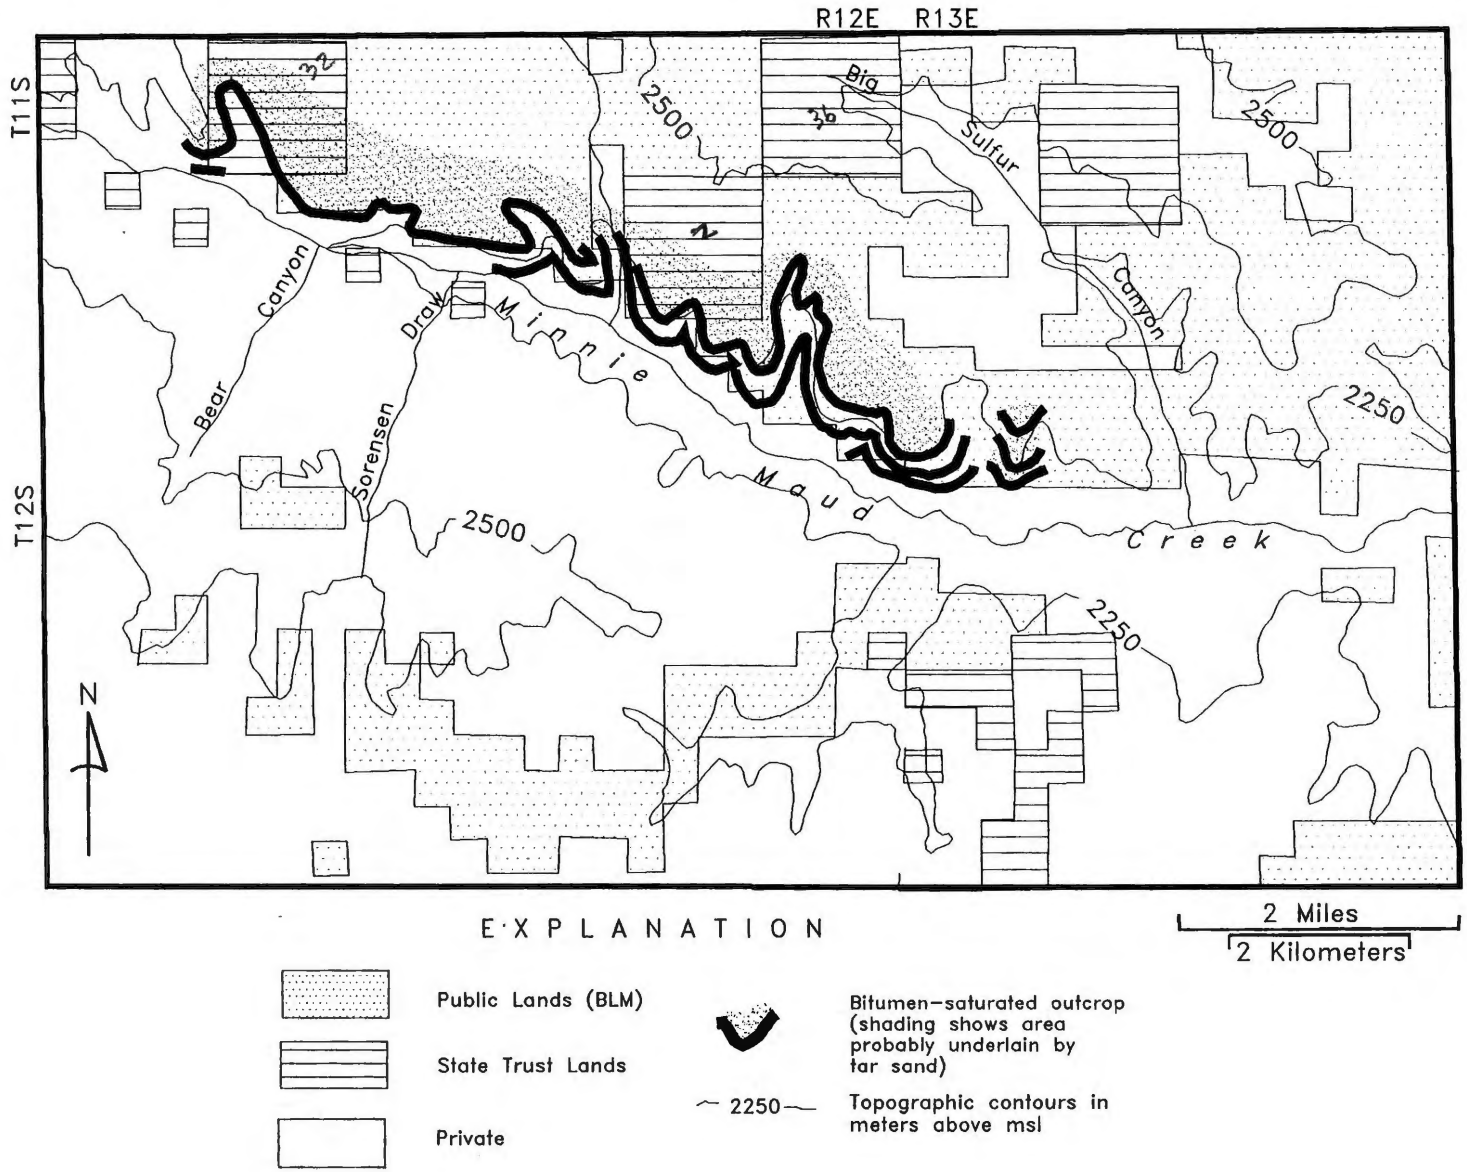 R12E R13E
T11S
32
2500
36
Big
Sulfur
Canyon
2500
2
Bear
Canyon
Sorensen
Draw
Minnie
Maud
Creek
2250
T12S
2500
2250
N
EXPLANATION
2 Miles
2 Kilometers
Public Lands (BLM)
State Trust Lands
Private
Bitumen-saturated outcrop
(shading shows area
probably underlain by
tar sand)
2250
Topographic contours in
meters above msl